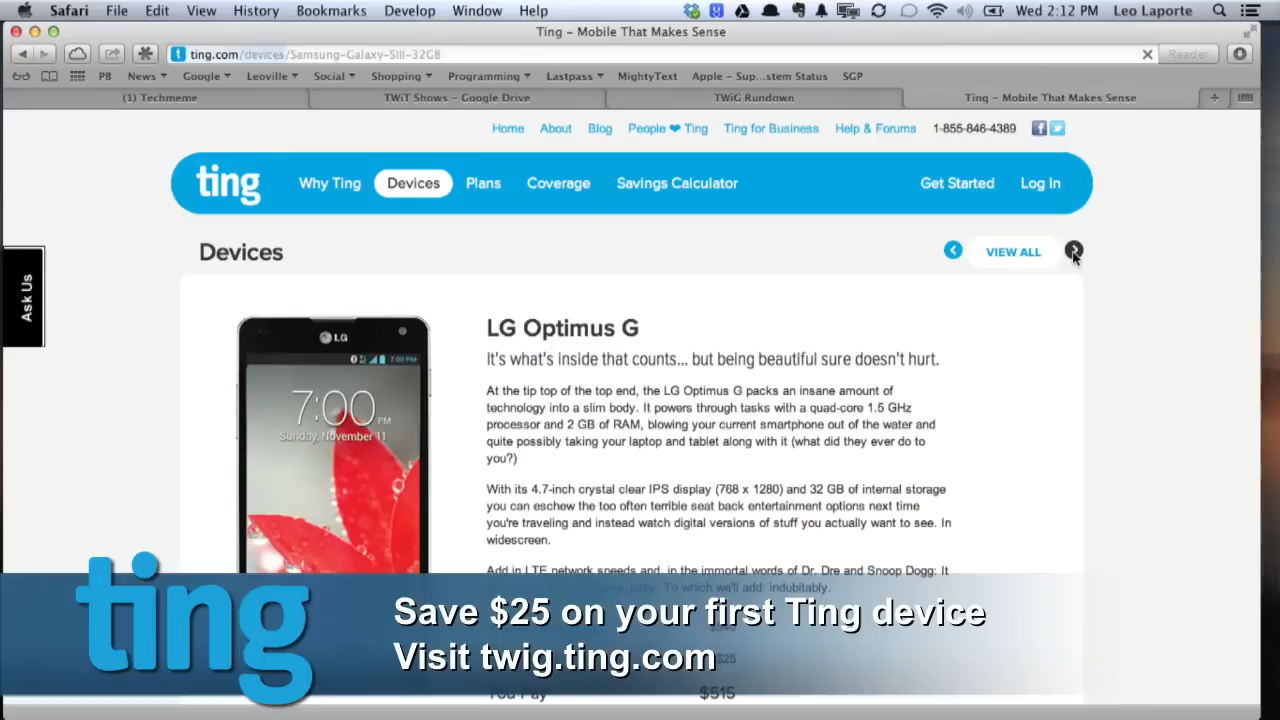 Safari File Edit View History Bookmarks Develop Window Help Wed 2:12 PM Leo Laporte
Ting – Mobile That Makes Sense
ting.com/devices/Samsung-Galaxy-SIII-32GB Reader
PB News Google Leoville Social Shopping Programming Lastpass MightyText Apple – Sup...stem Status SGP
(1) Techmeme TWiT Shows – Google Drive TWiG Rundown Ting – Mobile That Makes Sense
Home About Blog People ❤ Ting Ting for Business Help & Forums 1-855-846-4389
ting Why Ting Devices Plans Coverage Savings Calculator Get Started Log In
Devices VIEW ALL
Ask Us
LG
7:00 PM
7:00 PM
Sunday, November 11
LG Optimus G
It's what's inside that counts... but being beautiful sure doesn't hurt.
At the tip top of the top end, the LG Optimus G packs an insane amount of
technology into a slim body. It powers through tasks with a quad-core 1.5 GHz
processor and 2 GB of RAM, blowing your current smartphone out of the water and
quite possibly taking your laptop and tablet along with it (what did they ever do to
you?)
With its 4.7-inch crystal clear IPS display (768 x 1280) and 32 GB of internal storage
you can eschew the too often terrible seat back entertainment options next time
you're traveling and instead watch digital versions of stuff you actually want to see. In
widescreen.
Add in LTE network speeds and, in the immortal words of Dr. Dre and Snoop Dogg: It
baby. To which we'll add: indubitably.
$25
You Pay $515
ting
Save $25 on your first Ting device
Visit twig.ting.com